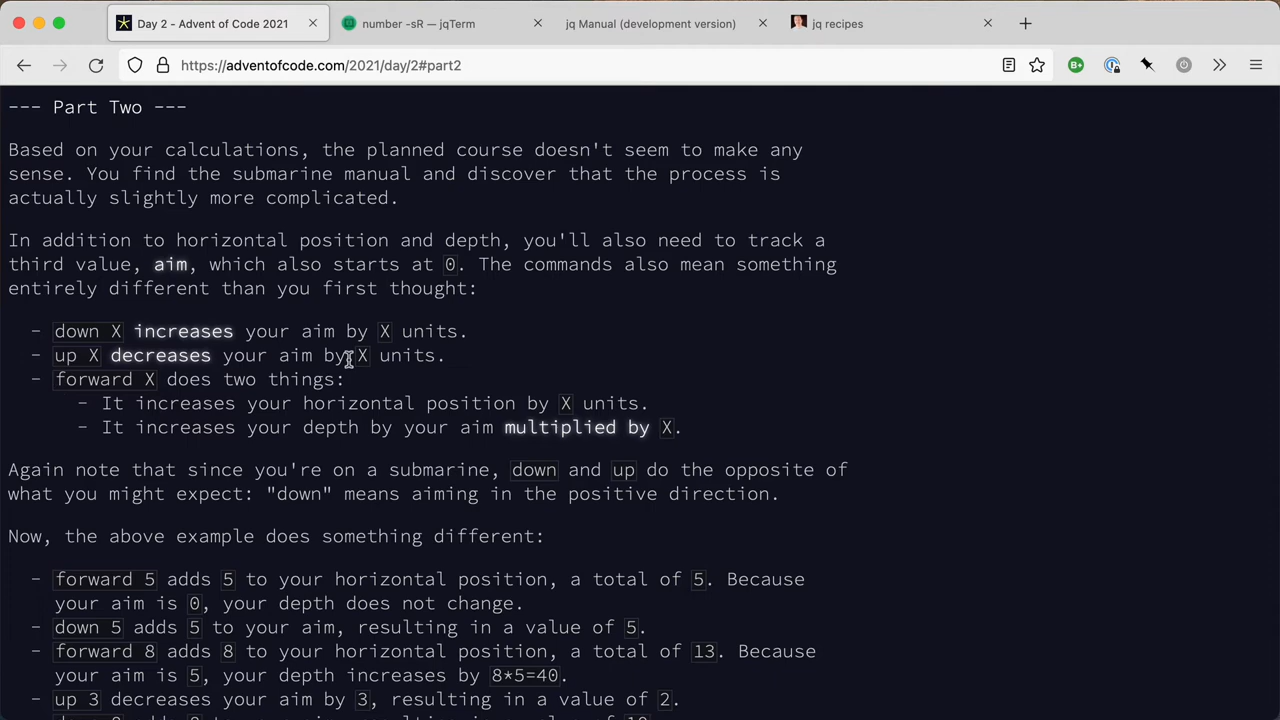 Day 2 - Advent of Code 2021
number -sR — jqTerm
jq Manual (development version)
jq recipes
https://adventofcode.com/2021/day/2#part2
--- Part Two ---
Based on your calculations, the planned course doesn't seem to make any
sense. You find the submarine manual and discover that the process is
actually slightly more complicated.
In addition to horizontal position and depth, you'll also need to track a
third value, aim, which also starts at 0. The commands also mean something
entirely different than you first thought:
- down X increases your aim by X units.
- up X decreases your aim by X units.
- forward X does two things:
- It increases your horizontal position by X units.
- It increases your depth by your aim multiplied by X.
Again note that since you're on a submarine, down and up do the opposite of
what you might expect: "down" means aiming in the positive direction.
Now, the above example does something different:
- forward 5 adds 5 to your horizontal position, a total of 5. Because
your aim is 0, your depth does not change.
- down 5 adds 5 to your aim, resulting in a value of 5.
- forward 8 adds 8 to your horizontal position, a total of 13. Because
your aim is 5, your depth increases by 8*5=40.
- up 3 decreases your aim by 3, resulting in a value of 2.